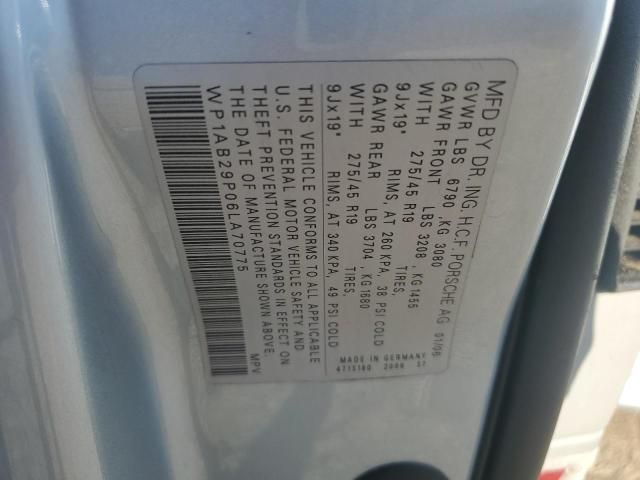 MFD BY DR. ING. H.C.F. PORSCHE AG 01/06
GVWR LBS 6790 , KG 3080
GAWR FRONT LBS 3208 , KG 1455
WITH 275/45 R19 TIRES,
9Jx19" RIMS, AT 260 KPA, 38 PSI COLD
GAWR REAR LBS 3704 , KG 1680
WITH 275/45 R19 TIRES,
9Jx19" RIMS, AT 340 KPA, 49 PSI COLD
THIS VEHICLE CONFORMS TO ALL APPLICABLE
U.S. FEDERAL MOTOR VEHICLE SAFETY AND
THEFT PREVENTION STANDARDS IN EFFECT ON
THE DATE OF MANUFACTURE SHOWN ABOVE.
WP1AB29P06LA70775 MPV
MADE IN GERMANY
4715180 2006 37